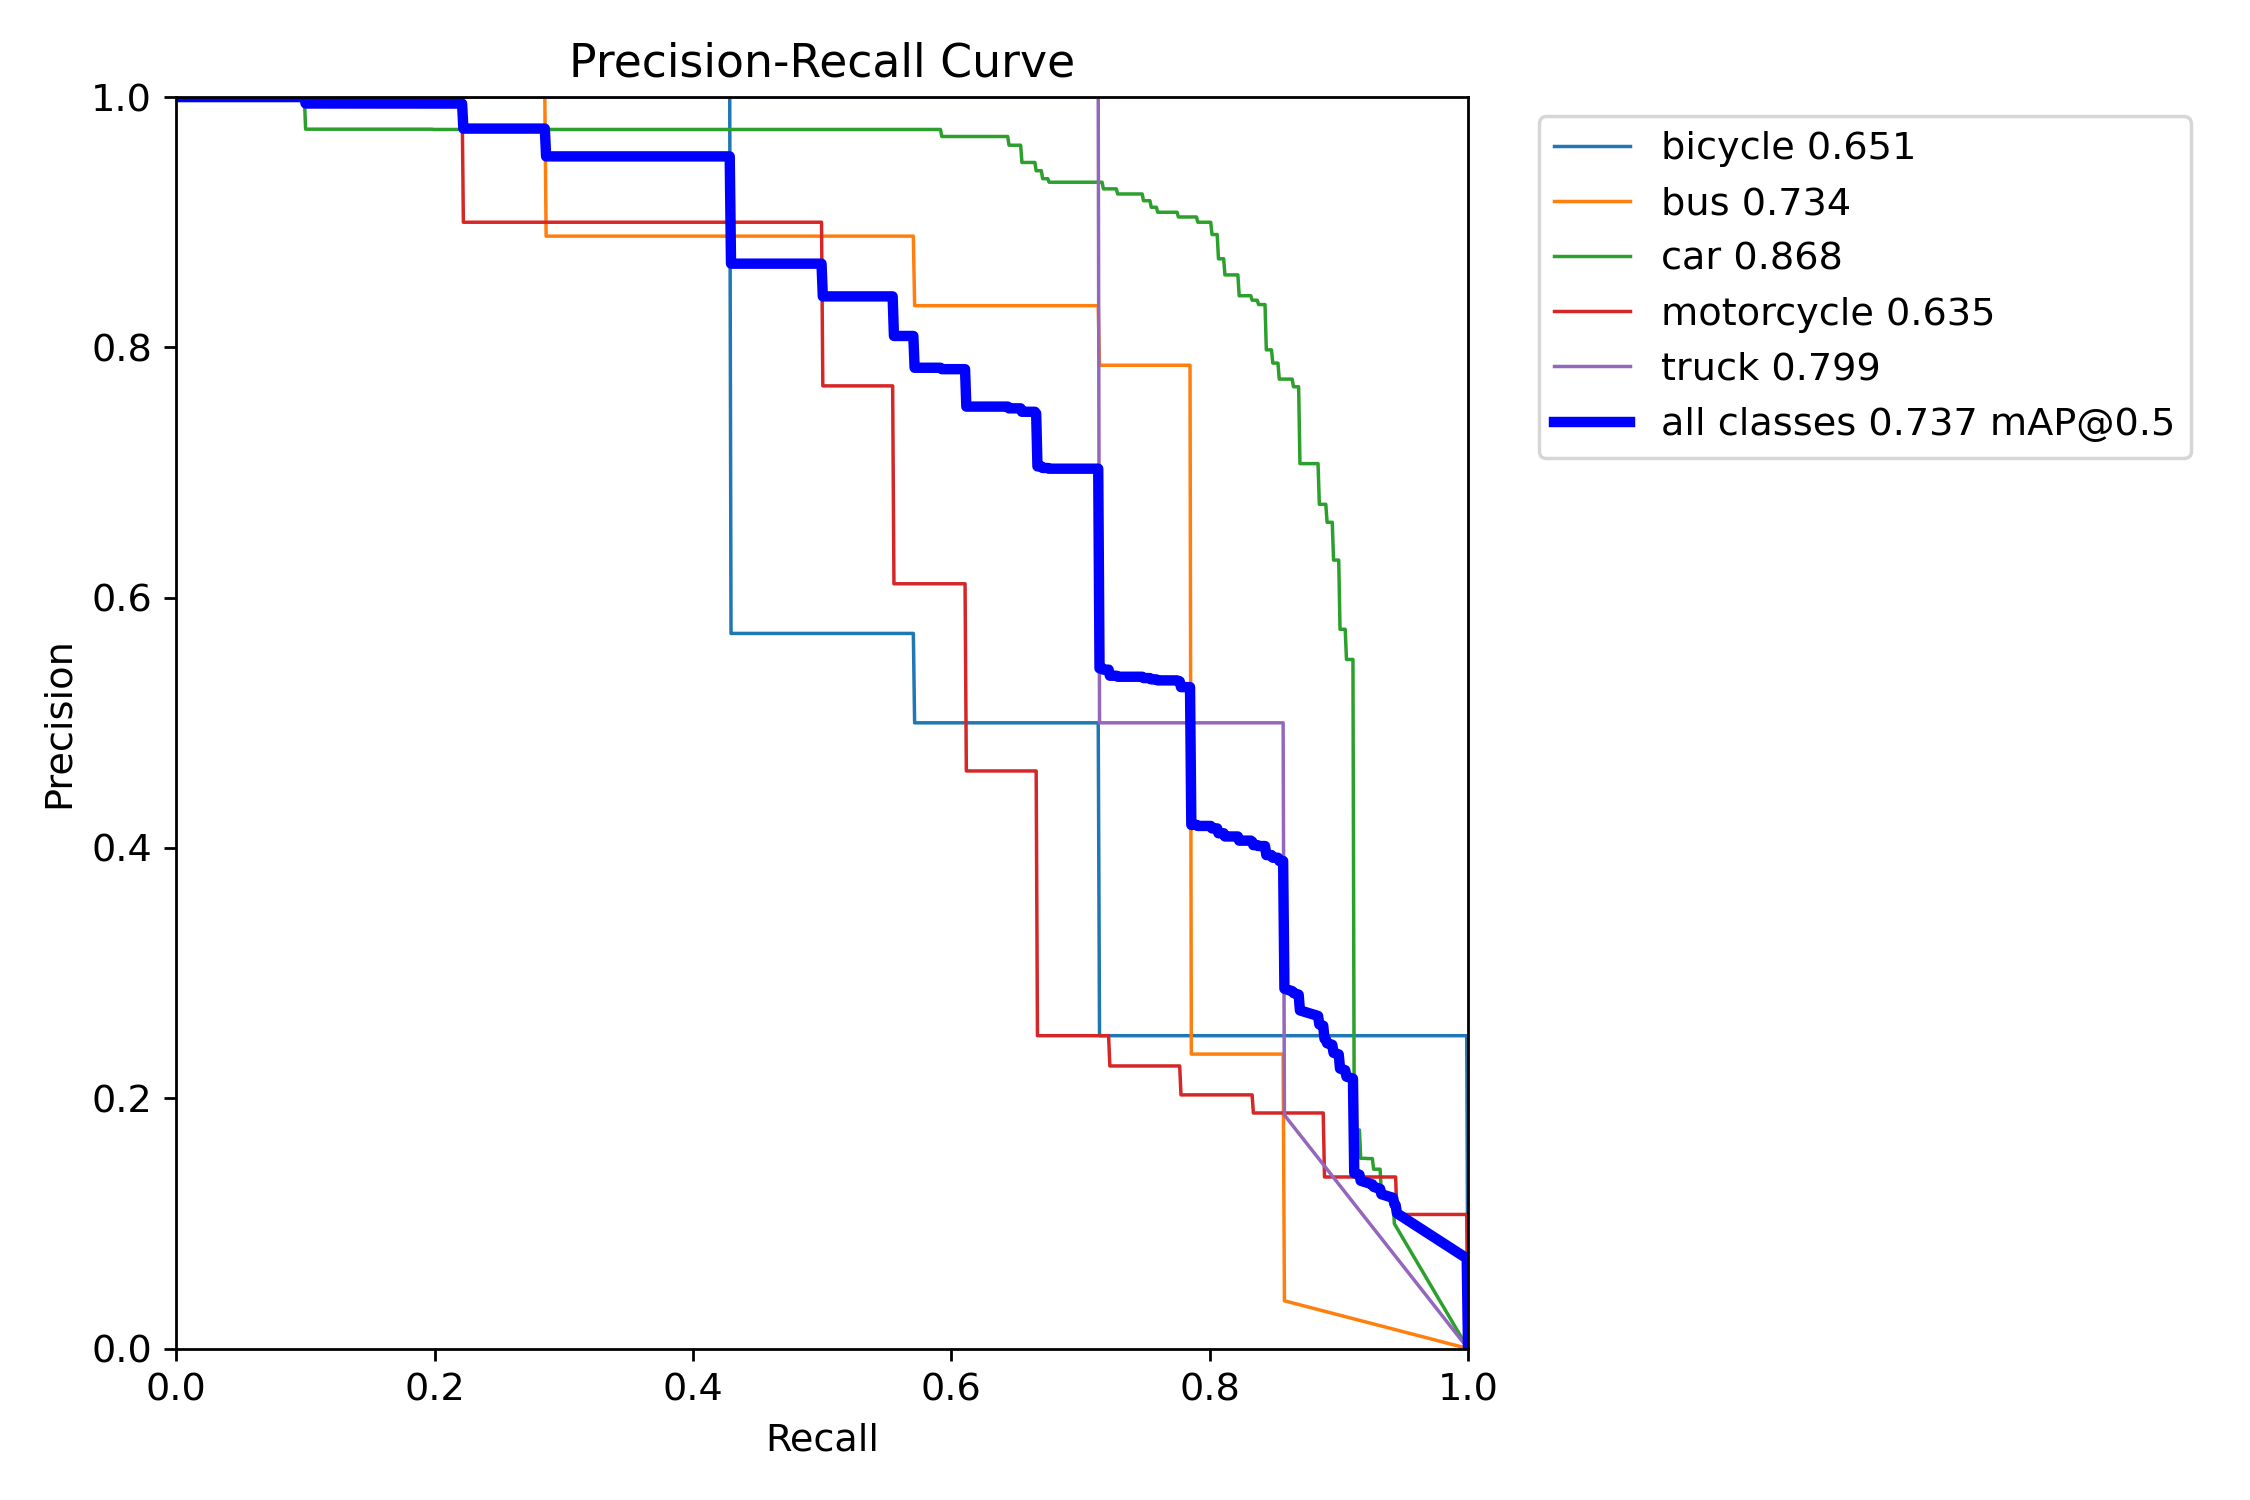 Precision-Recall Curve
1.0
0.8
0.6
0.4
0.2
0.0
Precision
0.0 0.2 0.4 0.6 0.8 1.0
Recall
bicycle 0.651
bus 0.734
car 0.868
motorcycle 0.635
truck 0.799
all classes 0.737 mAP@0.5